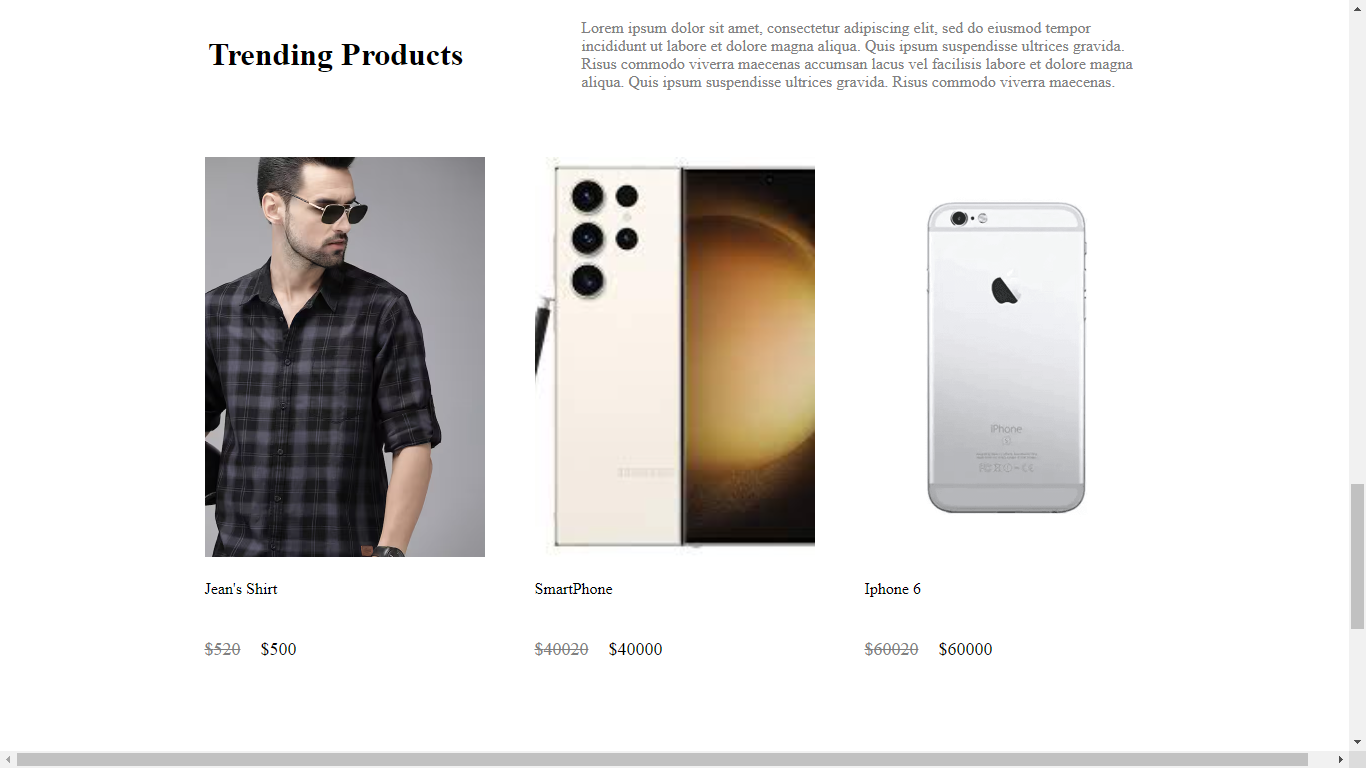 Trending Products
Lorem ipsum dolor sit amet, consectetur adipiscing elit, sed do eiusmod tempor
incididunt ut labore et dolore magna aliqua. Quis ipsum suspendisse ultrices gravida.
Risus commodo viverra maecenas accumsan lacus vel facilisis labore et dolore magna
aliqua. Quis ipsum suspendisse ultrices gravida. Risus commodo viverra maecenas.
SAMSUNG
iPhone
S
Jean's Shirt
SmartPhone
Iphone 6
$520 $500
$40020 $40000
$60020 $60000